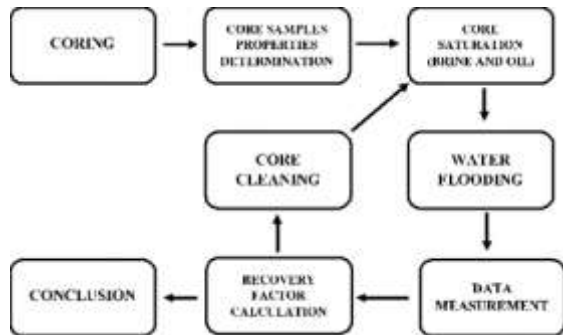 CORING
CORE SAMPLES
PROPERTIES
DETERMINATION
CORE
SATURATION
(BRINE AND OIL)
CORE
CLEANING
WATER
FLOODING
CONCLUSION
RECOVERY
FACTOR
CALCULATION
DATA
MEASUREMENT